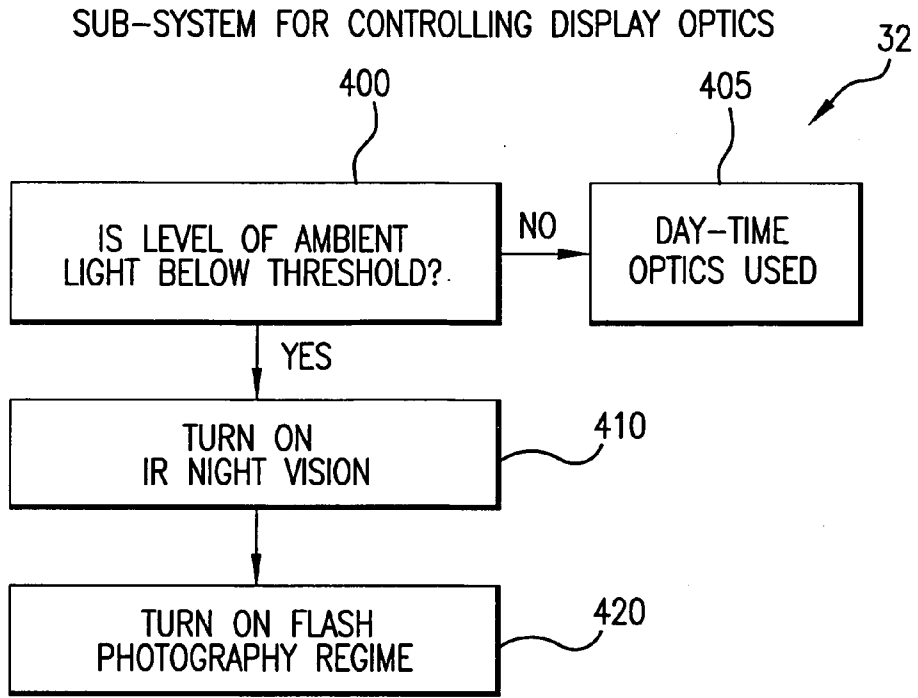 SUB-SYSTEM FOR CONTROLLING DISPLAY OPTICS
32
400
405
IS LEVEL OF AMBIENT
LIGHT BELOW THRESHOLD?
NO
DAY-TIME
OPTICS USED
YES
TURN ON
IR NIGHT VISION
410
TURN ON FLASH
PHOTOGRAPHY REGIME
420